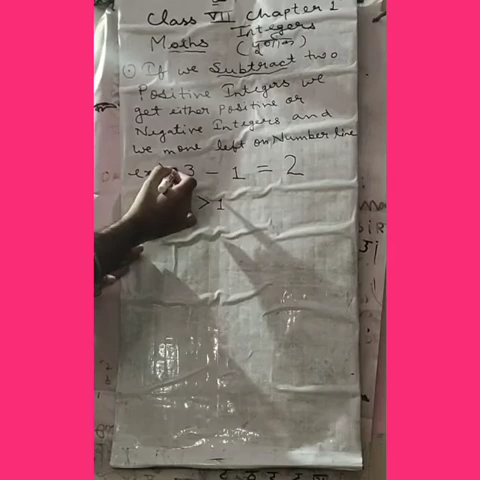 Class VII Chapter 1
Integers
Maths (पूर्णांक)
If we Subtract two
Positive Integers we
get either positive or
Negative Integers and
we move left on Number line
3 - 1 = 2
> 1